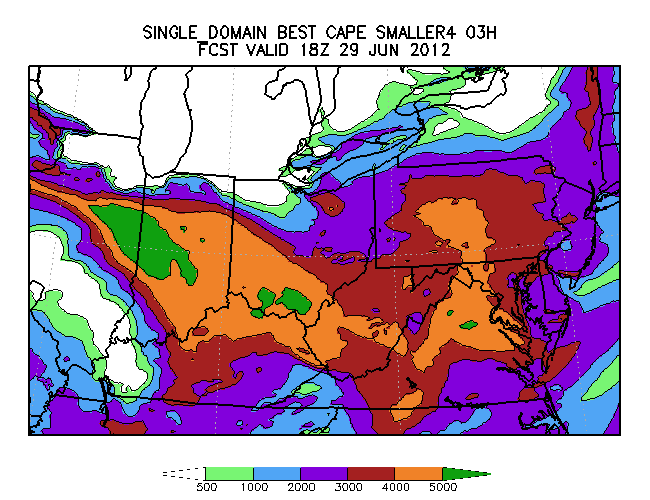 SINGLE_DOMAIN BEST CAPE SMALLER4 03H
FCST VALID 18Z 29 JUN 2012
500 1000 2000 3000 4000 5000